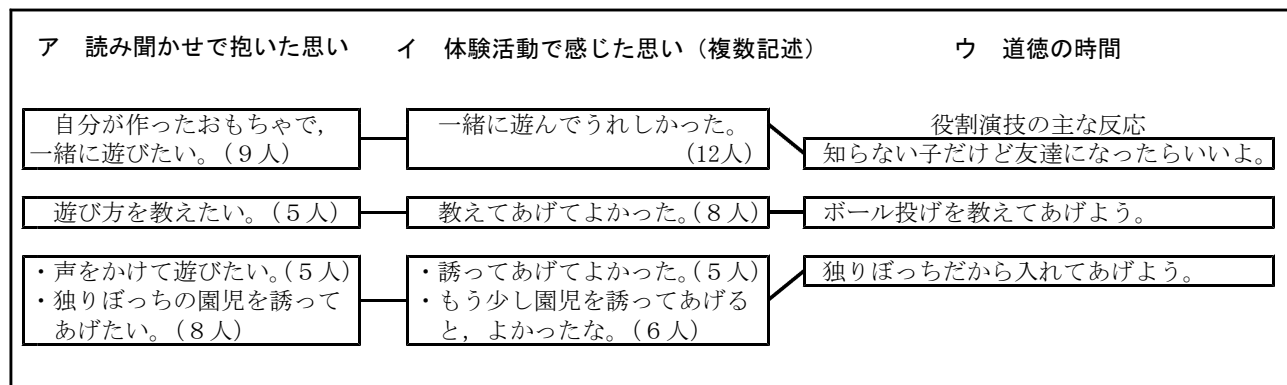 ア 読み聞かせで抱いた思い イ 体験活動で感じた思い（複数記述） ウ 道徳の時間
自分が作ったおもちゃで，
一緒に遊びたい。（９人）
一緒に遊んでうれしかった。
(12人)
役割演技の主な反応
知らない子だけど友達になったらいいよ。
遊び方を教えたい。（５人）
教えてあげてよかった。（８人）
ボール投げを教えてあげよう。
・声をかけて遊びたい。（５人）
・独りぼっちの園児を誘って
あげたい。（８人）
・誘ってあげてよかった。（５人）
・もう少し園児を誘ってあげる
と，よかったな。（６人）
独りぼっちだから入れてあげよう。